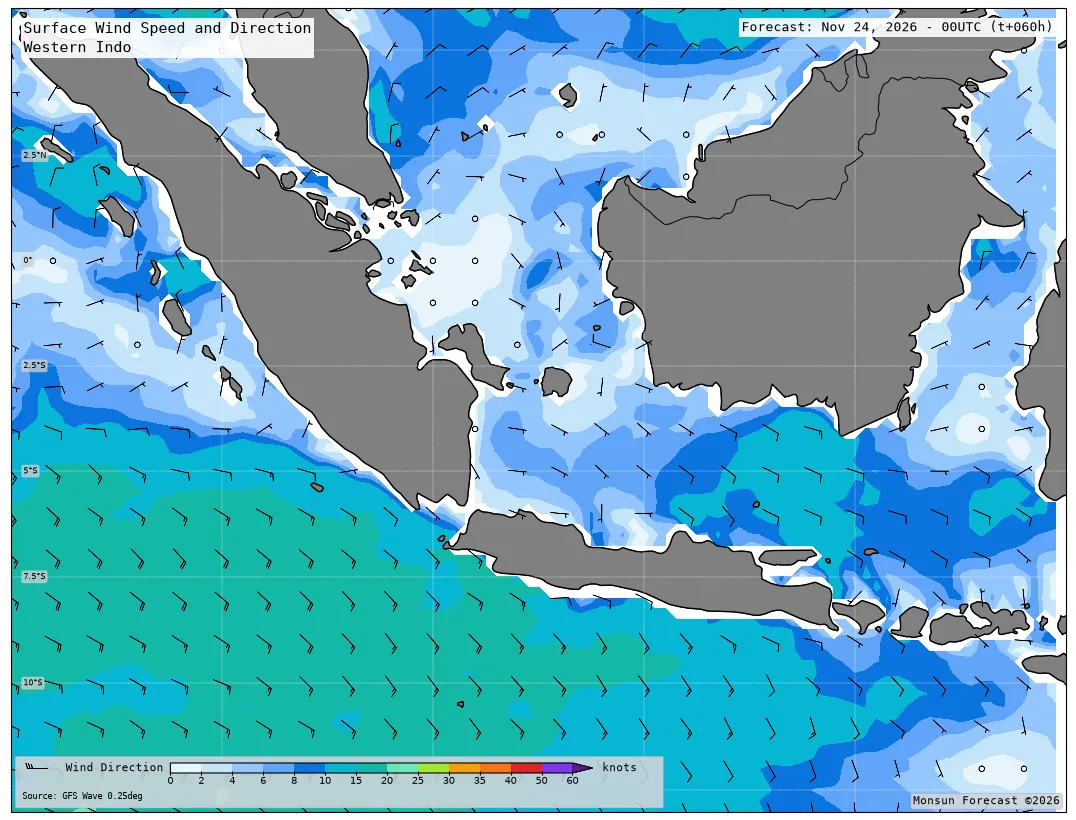 Surface Wind Speed and Direction
Western Indo
Forecast: Nov 24, 2026 - 00UTC (t+060h)
2.5°N
0°
2.5°S
5°S
7.5°S
10°S
Wind Direction
0 2 4 6 8 10 15 20 25 30 35 40 50 60
knots
Source: GFS Wave 0.25deg
Monsun Forecast ©2026